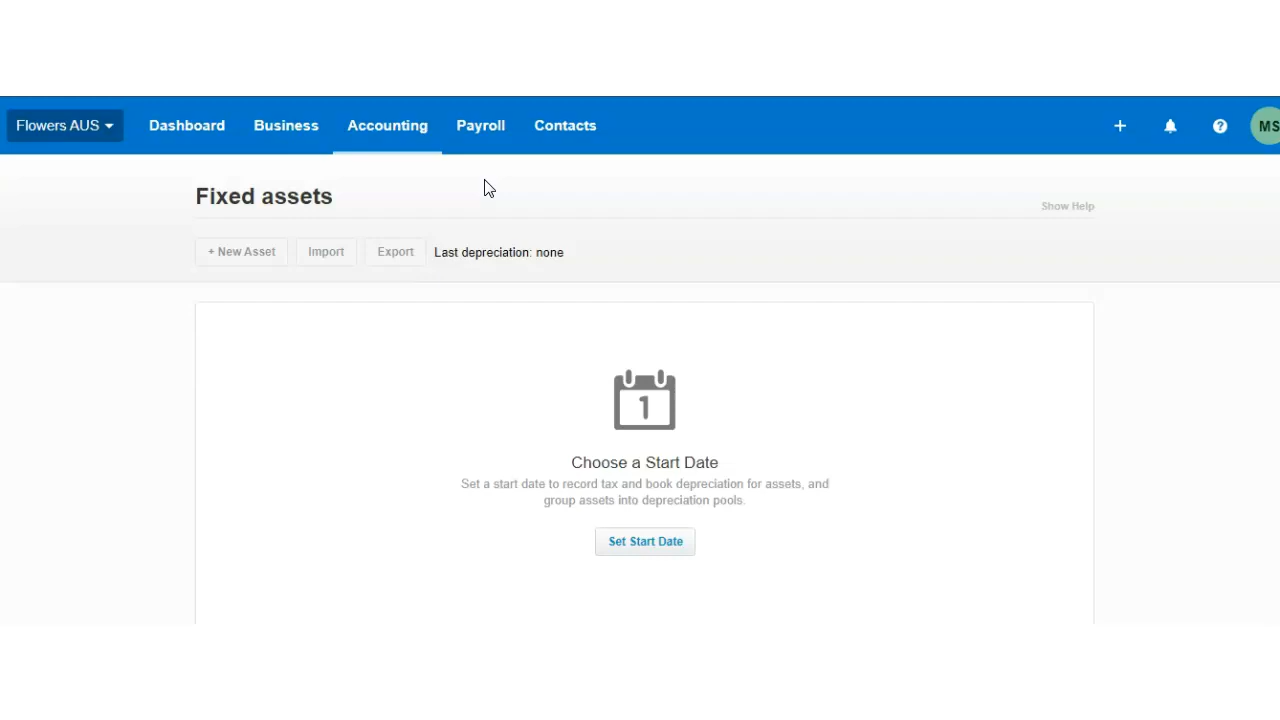 Flowers AUS Dashboard Business Accounting Payroll Contacts MS
Fixed assets
Show Help
+ New Asset Import Export Last depreciation: none
1
Choose a Start Date
Set a start date to record tax and book depreciation for assets, and
group assets into depreciation pools.
Set Start Date